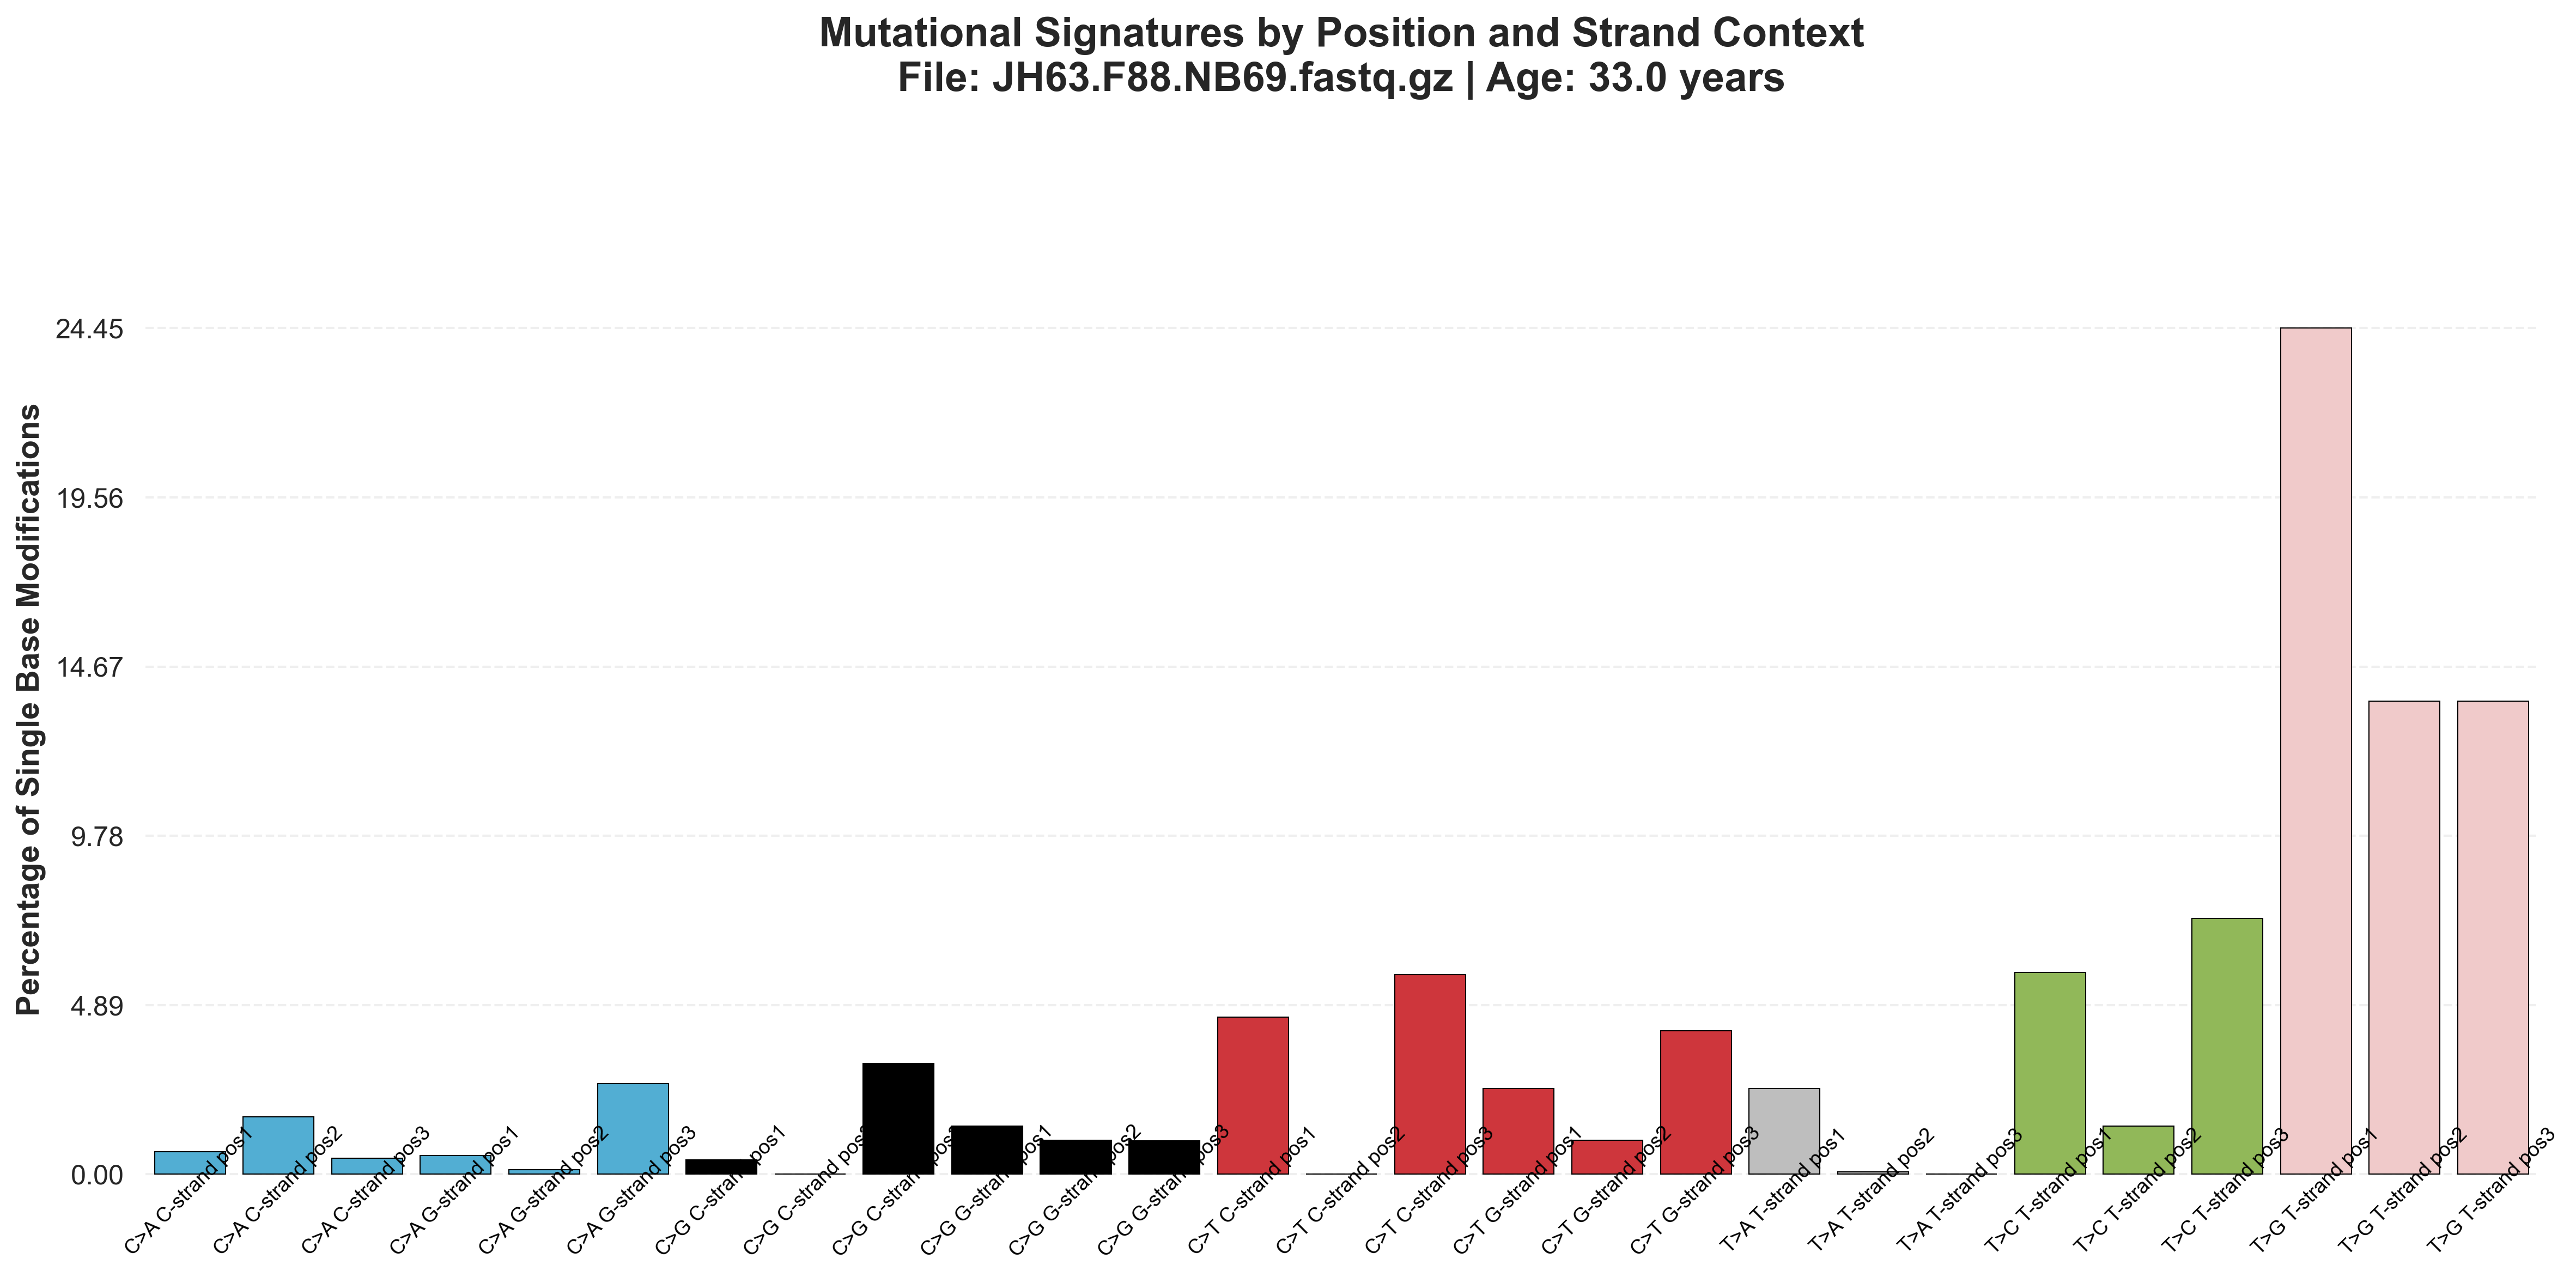 Mutational Signatures by Position and Strand Context
File: JH63.F88.NB69.fastq.gz | Age: 33.0 years
Percentage of Single Base Modifications
24.45
19.56
14.67
9.78
4.89
0.00
C>A C-strand pos1
C>A C-strand pos2
C>A C-strand pos3
C>A G-strand pos1
C>A G-strand pos2
C>A G-strand pos3
C>G C-strand pos1
C>G C-strand pos2
C>G C-strand pos3
C>G G-strand pos1
C>G G-strand pos2
C>G G-strand pos3
C>T C-strand pos1
C>T C-strand pos2
C>T C-strand pos3
C>T G-strand pos1
C>T G-strand pos2
C>T G-strand pos3
T>A T-strand pos1
T>A T-strand pos2
T>A T-strand pos3
T>C T-strand pos1
T>C T-strand pos2
T>C T-strand pos3
T>G T-strand pos1
T>G T-strand pos2
T>G T-strand pos3